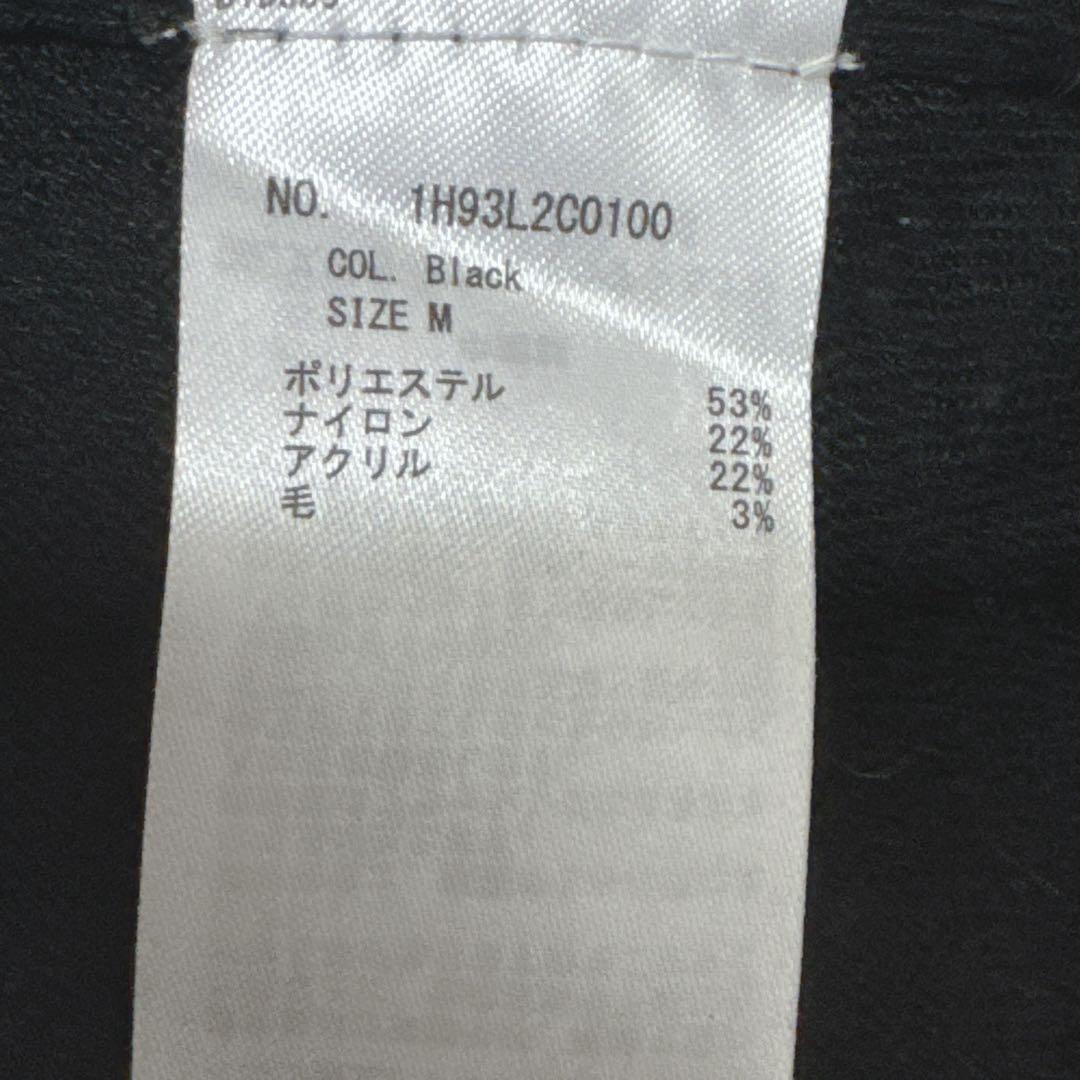 NO. 1H93L2C0100
COL. Black
SIZE M
ポリエステル 53%
ナイロン 22%
アクリル 22%
毛 3%